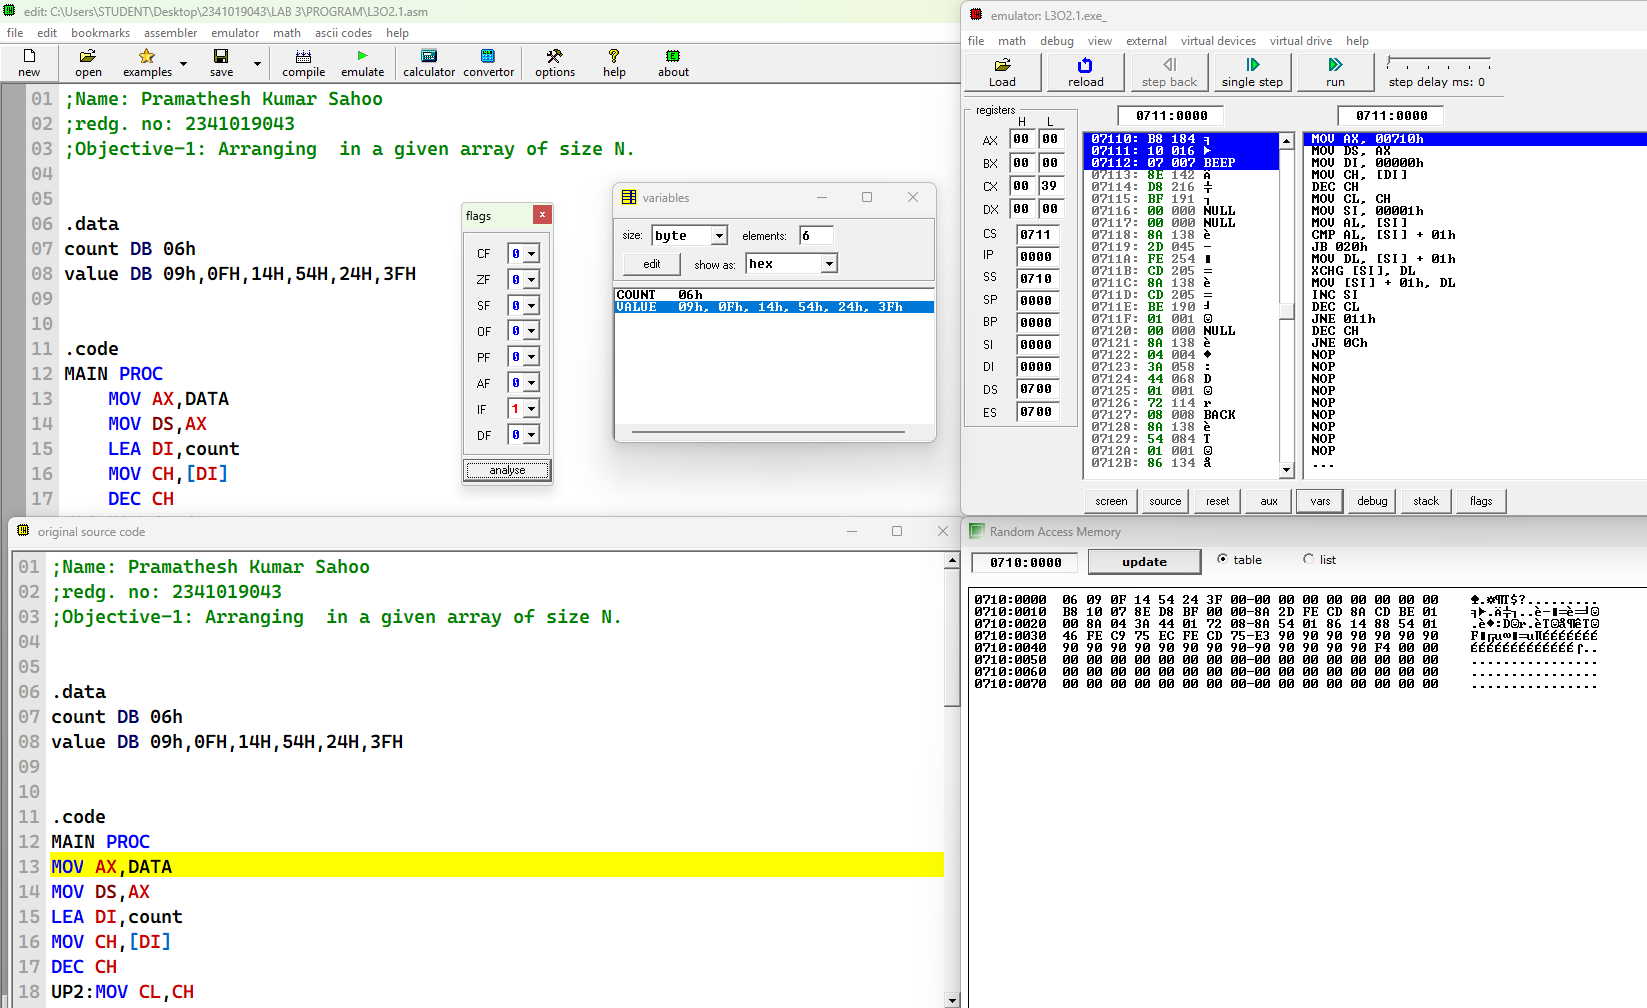 edit: C:\Users\STUDENT\Desktop\2341019043\LAB 3\PROGRAM\L3O2.1.asm
file edit bookmarks assembler emulator math ascii codes help
new open examples save compile emulate calculator convertor options help about
01 ;Name: Pramathesh Kumar Sahoo
02 ;redg. no: 2341019043
03 ;Objective-1: Arranging  in a given array of size N.
04
05
06 .data
07 count DB 06h
08 value DB 09h,0FH,14H,54H,24H,3FH
09
10
11 .code
12 MAIN PROC
13     MOV AX,DATA
14     MOV DS,AX
15     LEA DI,count
16     MOV CH,[DI]
17     DEC CH
flags x
CF 0
ZF 0
SF 0
OF 0
PF 0
AF 0
IF 1
DF 0
analyse
variables
size: byte elements: 6
edit show as: hex
COUNT 06h
VALUE 09h, 0Fh, 14h, 54h, 24h, 3Fh
emulator: L3O2.1.exe_
file math debug view external virtual devices virtual drive help
Load reload step back single step run step delay ms: 0
registers
H L
AX 00 00
BX 00 00
CX 00 39
DX 00 00
CS 0711
IP 0000
SS 0710
SP 0000
BP 0000
SI 0000
DI 0000
DS 0700
ES 0700
0711:0000 0711:0000
07110: B8 184 ╕
07111: 10 016 ►
07112: 07 007 BEEP
07113: 8E 142 Ä
07114: D8 216 ╪
07115: BF 191 ┐
07116: 00 000 NULL
07117: 00 000 NULL
07118: 8A 138 è
07119: 2D 045 -
0711A: FE 254 ■
0711B: CD 205 =
0711C: 8A 138 è
0711D: CD 205 =
0711E: BE 190 ╛
0711F: 01 001 ☺
07120: 00 000 NULL
07121: 8A 138 è
07122: 04 004 ♦
07123: 3A 058 :
07124: 44 068 D
07125: 01 001 ☺
07126: 72 114 r
07127: 08 008 BACK
07128: 8A 138 è
07129: 54 084 T
0712A: 01 001 ☺
0712B: 86 134 å
MOV AX, 00710h
MOV DS, AX
MOV DI, 00000h
MOV CH, [DI]
DEC CH
MOV CL, CH
MOV SI, 00001h
MOV AL, [SI]
CMP AL, [SI] + 01h
JB 020h
MOV DL, [SI] + 01h
XCHG [SI], DL
MOV [SI] + 01h, DL
INC SI
DEC CL
JNE 011h
DEC CH
JNE 0Ch
NOP
NOP
NOP
NOP
NOP
NOP
NOP
NOP
...
screen source reset aux vars debug stack flags
original source code
01 ;Name: Pramathesh Kumar Sahoo
02 ;redg. no: 2341019043
03 ;Objective-1: Arranging  in a given array of size N.
04
05
06 .data
07 count DB 06h
08 value DB 09h,0FH,14H,54H,24H,3FH
09
10
11 .code
12 MAIN PROC
13 MOV AX,DATA
14 MOV DS,AX
15 LEA DI,count
16 MOV CH,[DI]
17 DEC CH
18 UP2:MOV CL,CH
Random Access Memory
0710:0000 update table list
0710:0000 06 09 0F 14 54 24 3F 00-00 00 00 00 00 00 00 00
0710:0010 B8 10 07 8E D8 BF 00 00-8A 2D FE CD 8A CD BE 01
0710:0020 00 8A 04 3A 44 01 72 08-8A 54 01 86 14 88 54 01
0710:0030 46 FE C9 75 EC FE CD 75-E3 90 90 90 90 90 90 90
0710:0040 90 90 90 90 90 90 90 90-90 90 90 90 90 F4 00 00
0710:0050 00 00 00 00 00 00 00 00-00 00 00 00 00 00 00 00
0710:0060 00 00 00 00 00 00 00 00-00 00 00 00 00 00 00 00
0710:0070 00 00 00 00 00 00 00 00-00 00 00 00 00 00 00 00